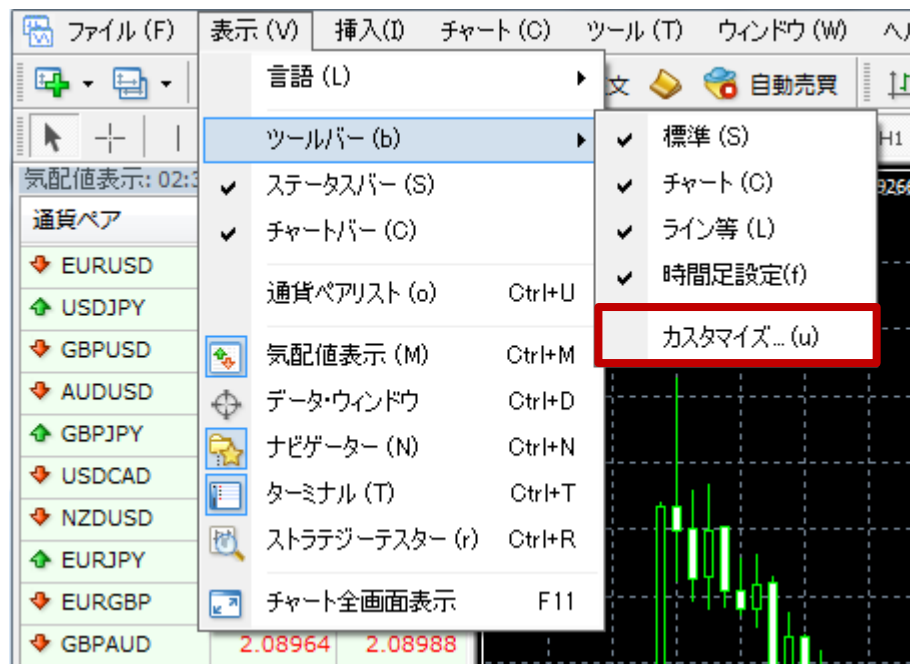 ファイル (F) 表示 (V) 挿入(I) チャート (C) ツール (T) ウィンドウ (W)
言語 (L)
文 自動売買
ツールバー (b)
標準 (S)
H1
気配値表示: 02:3
ステータスバー (S)
チャート (C)
9266
通貨ペア
チャートバー (C)
ライン等 (L)
EURUSD
時間足設定(f)
USDJPY
通貨ペアリスト (o) Ctrl+U
カスタマイズ... (u)
GBPUSD
気配値表示 (M) Ctrl+M
AUDUSD
データ・ウィンドウ Ctrl+D
GBPJPY
ナビゲーター (N) Ctrl+N
USDCAD
ターミナル (T) Ctrl+T
NZDUSD
ストラテジーテスター (r) Ctrl+R
EURJPY
EURGBP
チャート全画面表示 F11
GBPAUD 2.08964 2.08988